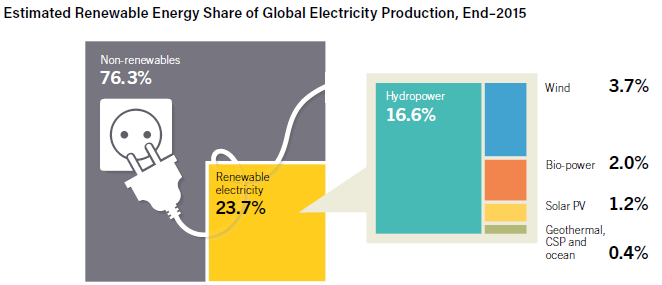 Estimated Renewable Energy Share of Global Electricity Production, End–2015
Non-renewables
76.3%
Renewable
electricity
23.7%
Hydropower
16.6%
Wind 3.7%
Bio-power 2.0%
Solar PV 1.2%
Geothermal,
CSP and
ocean 0.4%